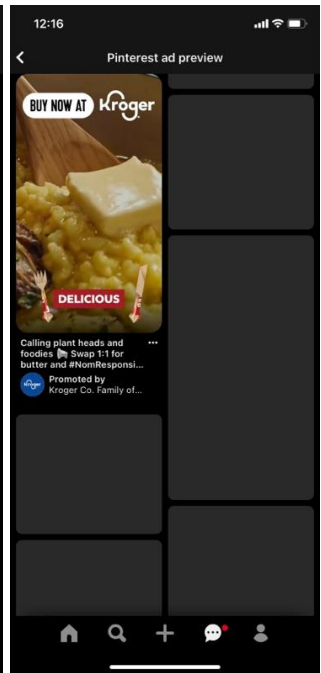 12:16
Pinterest ad preview
BUY NOW AT Kroger
DELICIOUS
Calling plant heads and
foodies 📢 Swap 1:1 for
butter and #NomResponsi...
Kroger
Promoted by
Kroger Co. Family of...